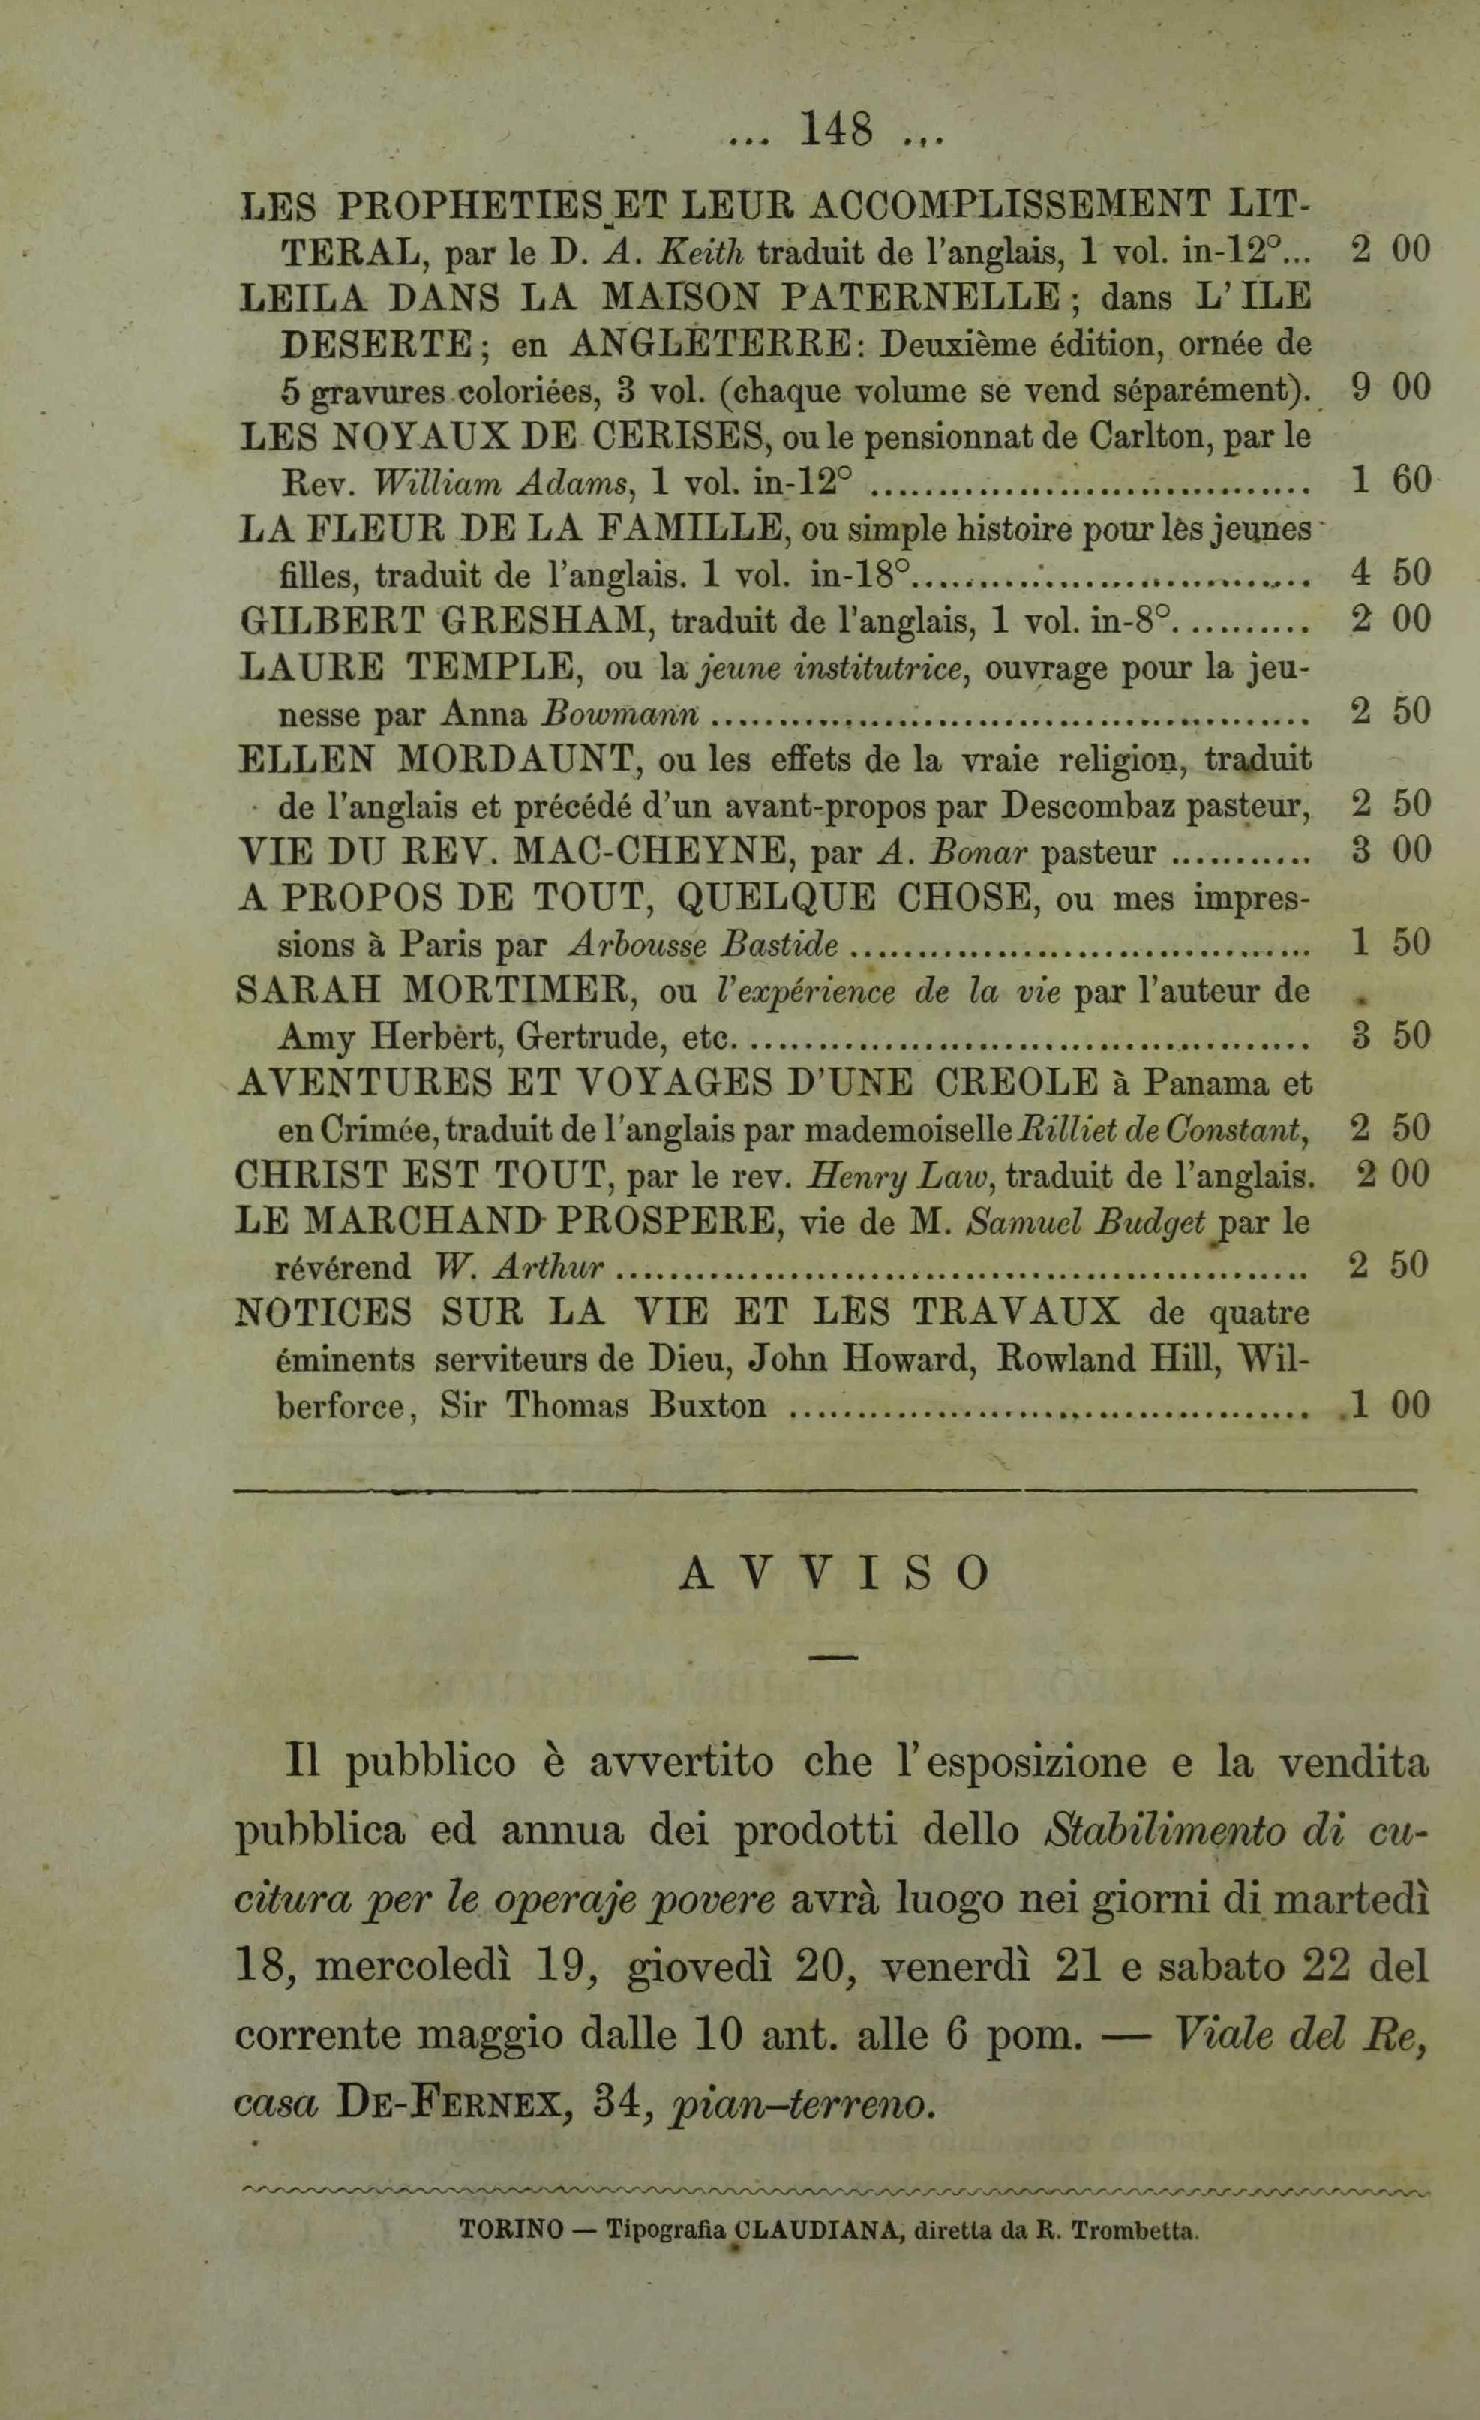 ... 148 ...
LES PROPHETIES ET LEUR ACCOMPLISSEMENT LIT-
TERAL, par le D. A. Keith traduit de l'anglais, 1 vol. in-12°... 2 00
LEILA DANS LA MAISON PATERNELLE; dans L'ILE
DESERTE; en ANGLETERRE: Deuxième édition, ornée de
5 gravures coloriées, 3 vol. (chaque volume se vend séparément). 9 00
LES NOYAUX DE CERISES, ou le pensionnat de Carlton, par le
Rev. William Adams, 1 vol. in-12° ................................. 1 60
LA FLEUR DE LA FAMILLE, ou simple histoire pour les jeunes
filles, traduit de l'anglais. 1 vol. in-18°.............................. 4 50
GILBERT GRESHAM, traduit de l'anglais, 1 vol. in-8°. .......... 2 00
LAURE TEMPLE, ou la jeune institutrice, ouvrage pour la jeu-
nesse par Anna Bowmann ............................................. 2 50
ELLEN MORDAUNT, ou les effets de la vraie religion, traduit
de l'anglais et précédé d'un avant-propos par Descombaz pasteur, 2 50
VIE DU REV. MAC-CHEYNE, par A. Bonar pasteur ........... 3 00
A PROPOS DE TOUT, QUELQUE CHOSE, ou mes impres-
sions à Paris par Arbousse Bastide ................................... 1 50
SARAH MORTIMER, ou l'expérience de la vie par l'auteur de
Amy Herbèrt, Gertrude, etc. .......................................... 3 50
AVENTURES ET VOYAGES D'UNE CREOLE à Panama et
en Crimée, traduit de l'anglais par mademoiselle Rilliet de Constant, 2 50
CHRIST EST TOUT, par le rev. Henry Law, traduit de l'anglais. 2 00
LE MARCHAND PROSPERE, vie de M. Samuel Budget par le
révérend W. Arthur .................................................... 2 50
NOTICES SUR LA VIE ET LES TRAVAUX de quatre
éminents serviteurs de Dieu, John Howard, Rowland Hill, Wil-
berforce, Sir Thomas Buxton ....................................... 1 00
AVVISO
Il pubblico è avvertito che l'esposizione e la vendita
pubblica ed annua dei prodotti dello Stabilimento di cu-
citura per le operaje povere avrà luogo nei giorni di martedì
18, mercoledì 19, giovedì 20, venerdì 21 e sabato 22 del
corrente maggio dalle 10 ant. alle 6 pom. — Viale del Re,
casa DE-FERNEX, 34, pian-terreno.
TORINO — Tipografia CLAUDIANA, diretta da R. Trombetta.